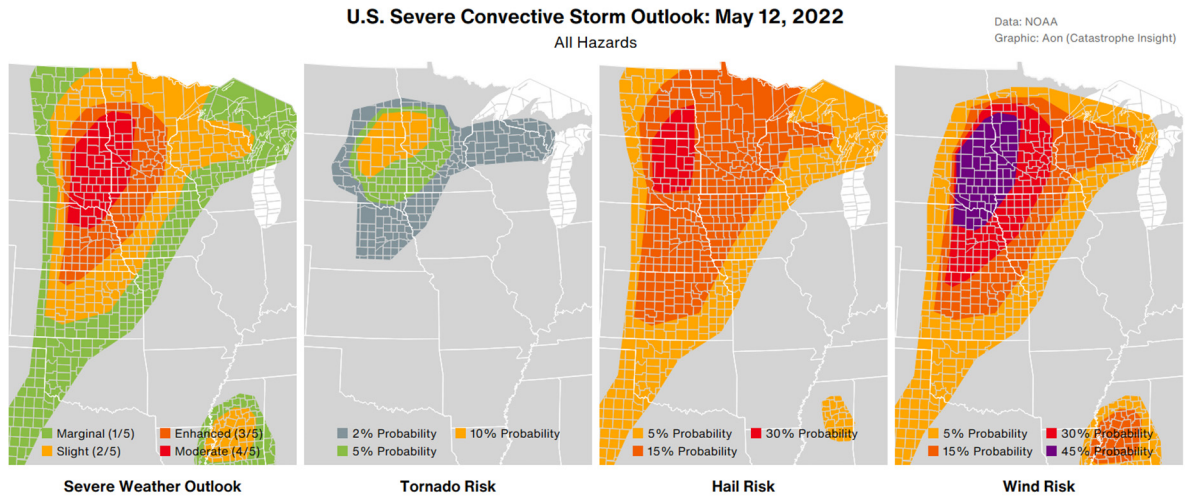 U.S. Severe Convective Storm Outlook: May 12, 2022
All Hazards
Data: NOAA
Graphic: Aon (Catastrophe Insight)
Marginal (1/5) Enhanced (3/5)
Slight (2/5) Moderate (4/5)
Severe Weather Outlook
2% Probability 10% Probability
5% Probability
Tornado Risk
5% Probability 30% Probability
15% Probability
Hail Risk
5% Probability 30% Probability
15% Probability 45% Probability
Wind Risk